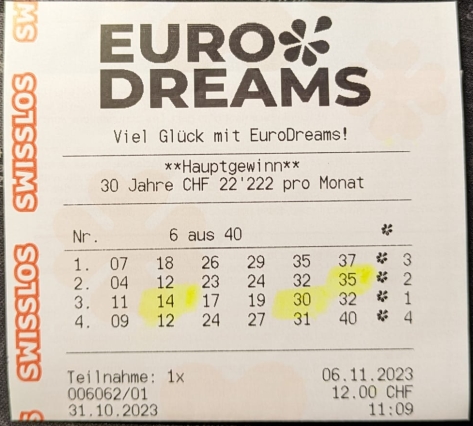 EURO
DREAMS
Viel Glück mit EuroDreams!
**Hauptgewinn**
30 Jahre CHF 22'222 pro Monat
Nr. 6 aus 40
1. 07 18 26 29 35 37 3
2. 04 12 23 24 32 35 2
3. 11 14 17 19 30 32 1
4. 09 12 24 27 31 40 4
Teilnahme: 1x 06.11.2023
006062/01 12.00 CHF
31.10.2023 11:09
SWISSLOS
SWISSLOS
SWISSLOS